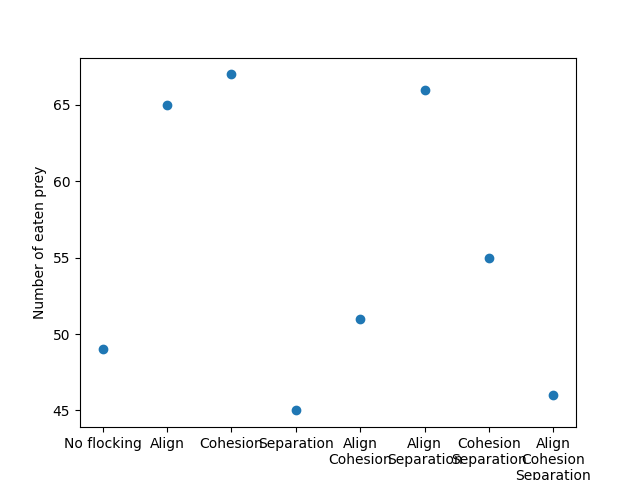 Number of eaten prey
65
60
55
50
45
No flocking Align Cohesion Separation Align Align Cohesion Align
Cohesion Separation Separation Cohesion
Separation